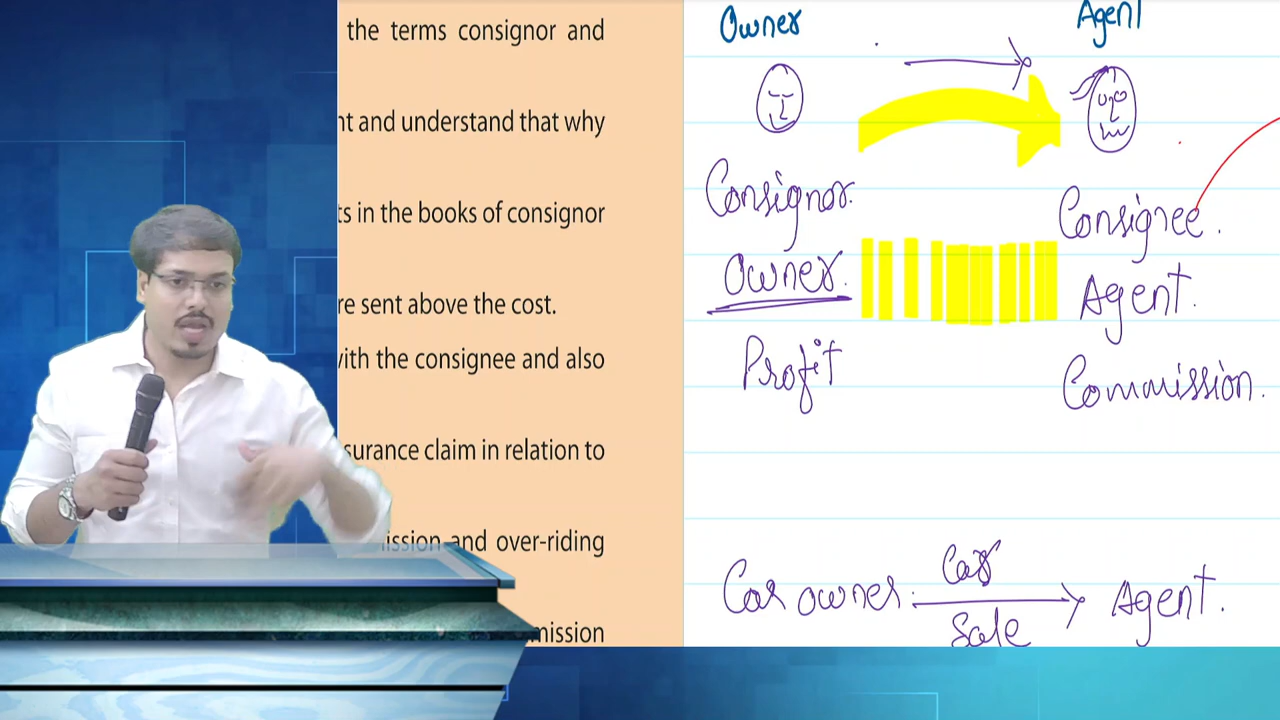 the terms consignor and
nt and understand that why
ts in the books of consignor
re sent above the cost.
with the consignee and also
surance claim in relation to
ission and over-riding
mission
Owner Agent
Consignor. Consignee.
Owner. Agent.
Profit Commission.
Car owner. Car Sale Agent.